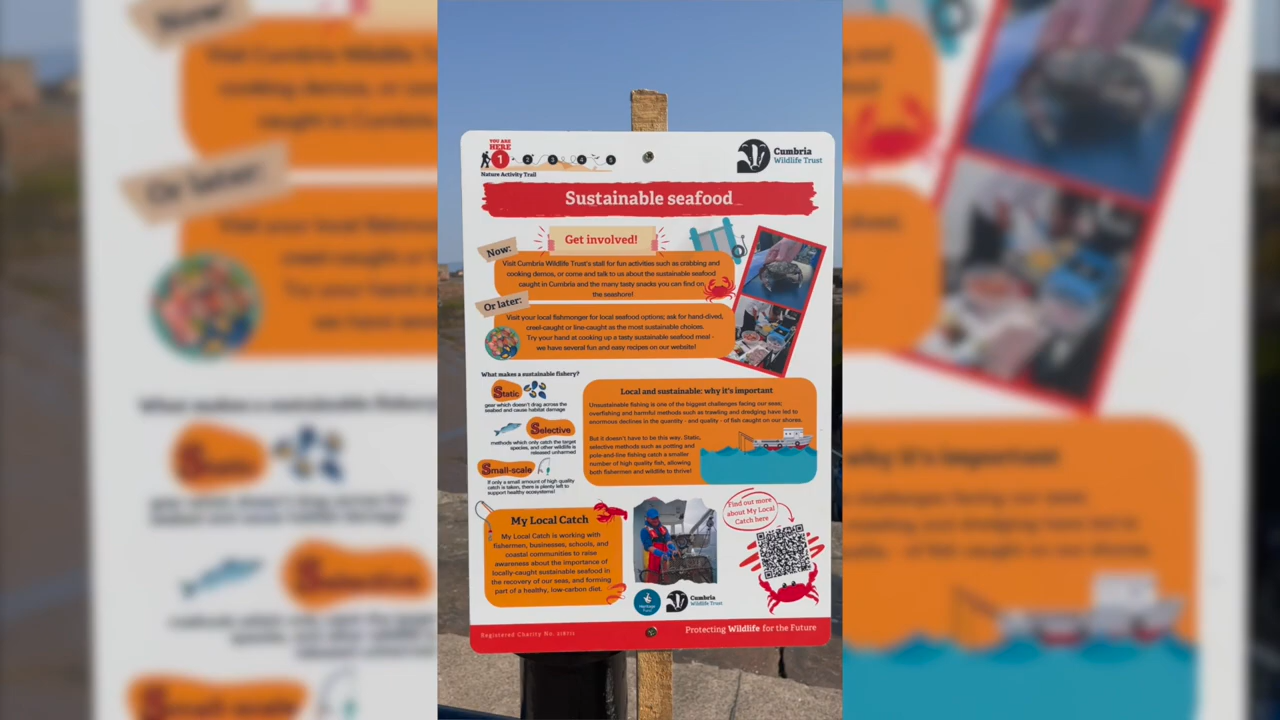 YOU ARE
HERE
1 2 3 4 5
Nature Activity Trail
Cumbria
Wildlife Trust
Sustainable seafood
Get involved!
Now:
Visit Cumbria Wildlife Trust's stall for fun activities such as crabbing and
cooking demos, or come and talk to us about the sustainable seafood
caught in Cumbria and the many tasty snacks you can find on
the seashore!
Or later:
Visit your local fishmonger for local seafood options; ask for hand-dived,
creel-caught or line-caught as the most sustainable choices.
Try your hand at cooking up a tasty sustainable seafood meal -
we have several fun and easy recipes on our website!
What makes a sustainable fishery?
Static
gear which doesn't drag across the
seabed and cause habitat damage
Selective
methods which only catch the target
species, and other wildlife is
released unharmed
Small-scale
If only a small amount of high quality
catch is taken, there is plenty left to
support healthy ecosystems!
Local and sustainable: why it's important
Unsustainable fishing is one of the biggest challenges facing our seas;
overfishing and harmful methods such as trawling and dredging have led to
enormous declines to the quantity - and quality - of fish caught on our shores.
But it doesn't have to be this way. Static,
selective methods such as potting and
pole-and-line fishing catch a smaller
number of high quality fish, allowing
both fishermen and wildlife to thrive!
My Local Catch
My Local Catch is working with
fishermen, businesses, schools, and
coastal communities to raise
awareness about the importance of
locally-caught sustainable seafood in
the recovery of our seas, and forming
part of a healthy, low-carbon diet.
Find out more
about My Local
Catch here
Heritage
Cumbria
Wildlife Trust
Registered Charity No. 218711
Protecting Wildlife for the Future